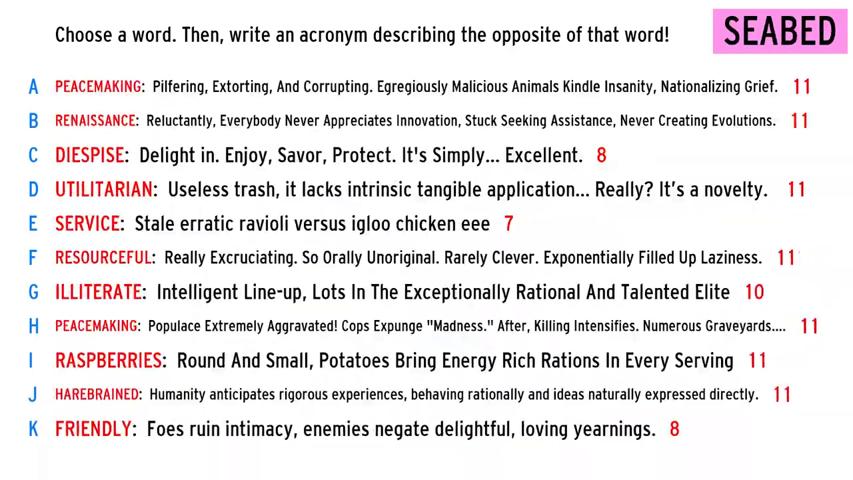 Choose a word. Then, write an acronym describing the opposite of that word!
SEABED
A PEACEMAKING: Pilfering, Extorting, And Corrupting. Egregiously Malicious Animals Kindle Insanity, Nationalizing Grief. 11
B RENAISSANCE: Reluctantly, Everybody Never Appreciates Innovation, Stuck Seeking Assistance, Never Creating Evolutions. 11
C DIESPISE: Delight in. Enjoy, Savor, Protect. It's Simply... Excellent. 8
D UTILITARIAN: Useless trash, it lacks intrinsic tangible application... Really? It's a novelty. 11
E SERVICE: Stale erratic ravioli versus igloo chicken eee 7
F RESOURCEFUL: Really Excruciating. So Orally Unoriginal. Rarely Clever. Exponentially Filled Up Laziness. 11
G ILLITERATE: Intelligent Line-up, Lots In The Exceptionally Rational And Talented Elite 10
H PEACEMAKING: Populace Extremely Aggravated! Cops Expunge "Madness." After, Killing Intensifies. Numerous Graveyards.... 11
I RASPBERRIES: Round And Small, Potatoes Bring Energy Rich Rations In Every Serving 11
J HAREBRAINED: Humanity anticipates rigorous experiences, behaving rationally and ideas naturally expressed directly. 11
K FRIENDLY: Foes ruin intimacy, enemies negate delightful, loving yearnings. 8